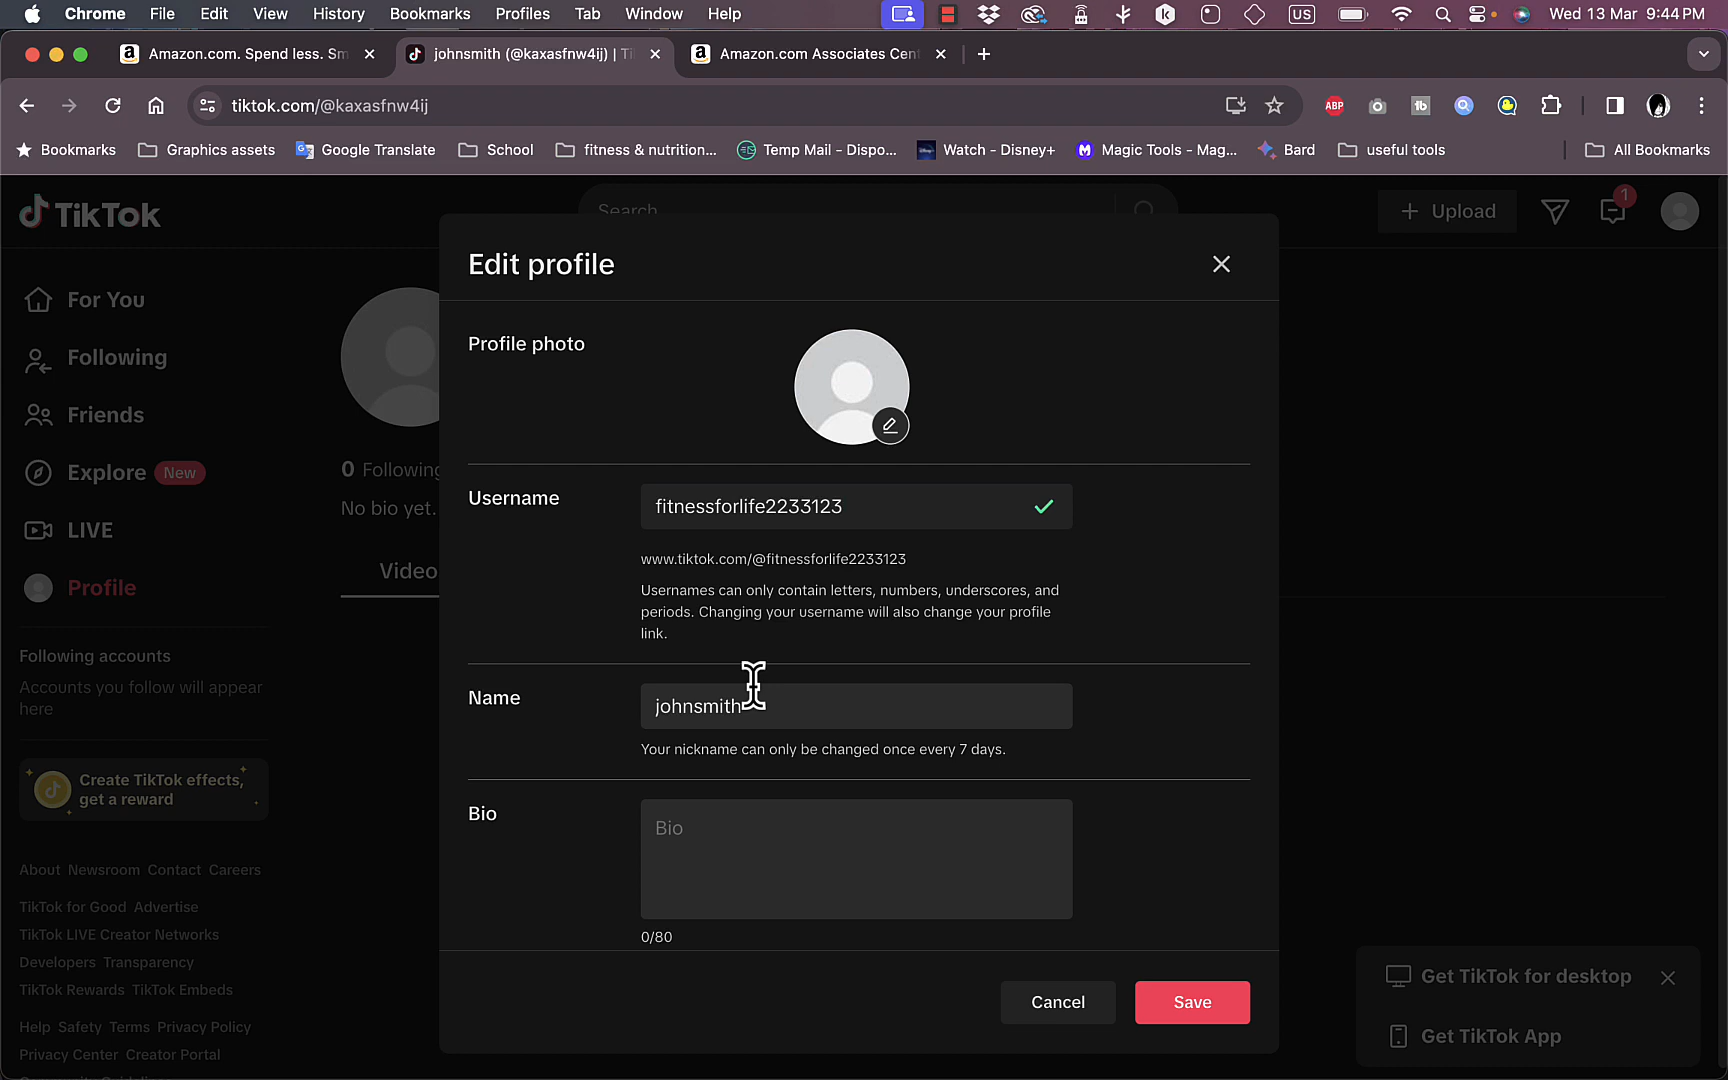 Chrome File Edit View History Bookmarks Profiles Tab Window Help US Wed 13 Mar 9:44 PM
Amazon.com. Spend less. Sm johnsmith (@kaxasfnw4ij) | Ti Amazon.com Associates Cen
tiktok.com/@kaxasfnw4ij ABP tb
Bookmarks Graphics assets Google Translate School fitness & nutrition... Temp Mail - Dispo... Watch - Disney+ Magic Tools - Mag... Bard useful tools All Bookmarks
TikTok Search Upload 1
Edit profile
For You
Following
Friends
Explore New
LIVE
Profile
Following accounts
Accounts you follow will appear
here
Create TikTok effects,
get a reward
About Newsroom Contact Careers
TikTok for Good Advertise
TikTok LIVE Creator Networks
Developers Transparency
TikTok Rewards TikTok Embeds
Help Safety Terms Privacy Policy
Privacy Center Creator Portal
0 Following
No bio yet.
Video
Profile photo
Username fitnessforlife2233123
www.tiktok.com/@fitnessforlife2233123
Usernames can only contain letters, numbers, underscores, and
periods. Changing your username will also change your profile
link.
Name johnsmith
Your nickname can only be changed once every 7 days.
Bio Bio
0/80
Cancel Save
Get TikTok for desktop
Get TikTok App